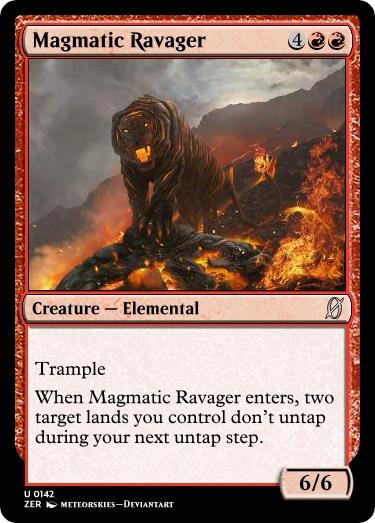 Magmatic Ravager 4
Creature — Elemental
Trample
When Magmatic Ravager enters, two
target lands you control don't untap
during your next untap step.
6/6
U 0142
ZER METEORSKIES—DEVIANTART